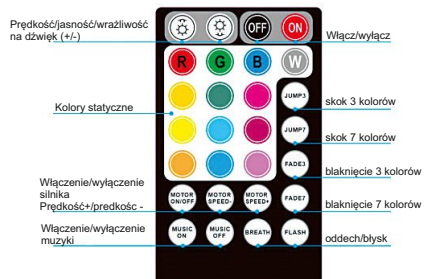 Prędkość/jasność/wrażliwość
na dźwięk (+/-)
OFF
ON
Włącz/wyłącz
R
G
B
W
Kolory statyczne
JUMP3
skok 3 kolorów
JUMP7
skok 7 kolorów
FADE3
blaknięcie 3 kolorów
Włączenie/wyłączenie
silnika
Prędkość+/predkośc -
MOTOR
ON/OFF
MOTOR
SPEED-
MOTOR
SPEED+
FADE7
blaknięcie 7 kolorów
Włączenie/wyłączenie
muzyki
MUSIC
ON
MUSIC
OFF
BREATH
FLASH
oddech/błysk